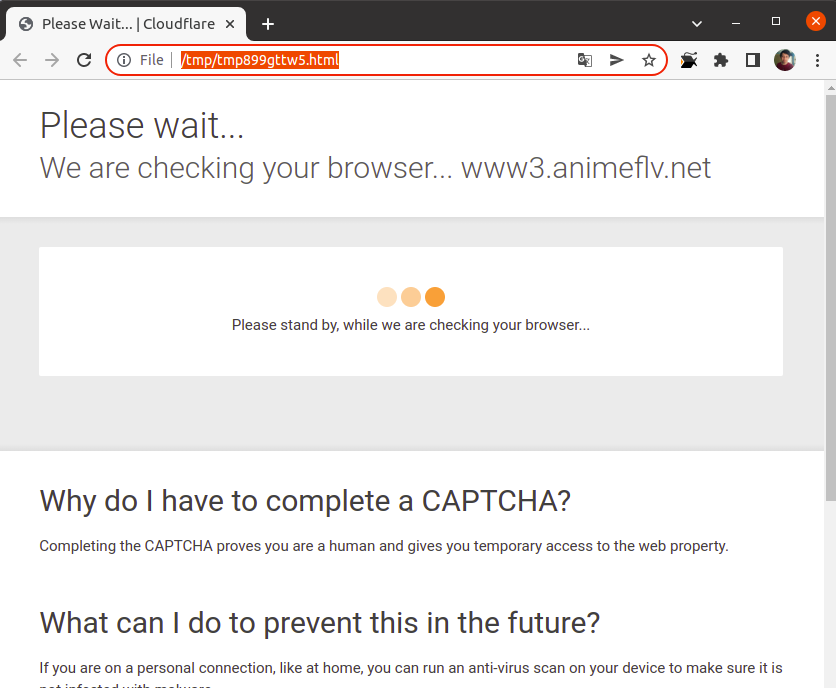 Please Wait... | Cloudflare
File | /tmp/tmp899gttw5.html
Please wait...
We are checking your browser... www3.animeflv.net
Please stand by, while we are checking your browser...
Why do I have to complete a CAPTCHA?
Completing the CAPTCHA proves you are a human and gives you temporary access to the web property.
What can I do to prevent this in the future?
If you are on a personal connection, like at home, you can run an anti-virus scan on your device to make sure it is
not infected with malware.